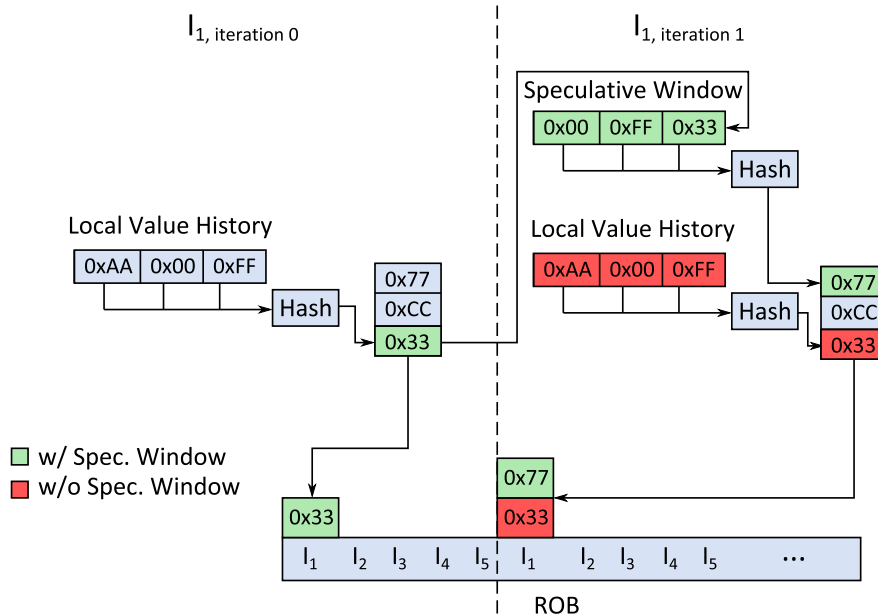 I1, iteration 0
I1, iteration 1
Speculative Window
0x00 0xFF 0x33
Hash
Local Value History
0xAA 0x00 0xFF
Hash
0x77
0xCC
0x33
Local Value History
0xAA 0x00 0xFF
Hash
0x77
0xCC
0x33
w/ Spec. Window
w/o Spec. Window
0x33
0x77
0x33
I1 I2 I3 I4 I5 I1 I2 I3 I4 I5 ...
ROB